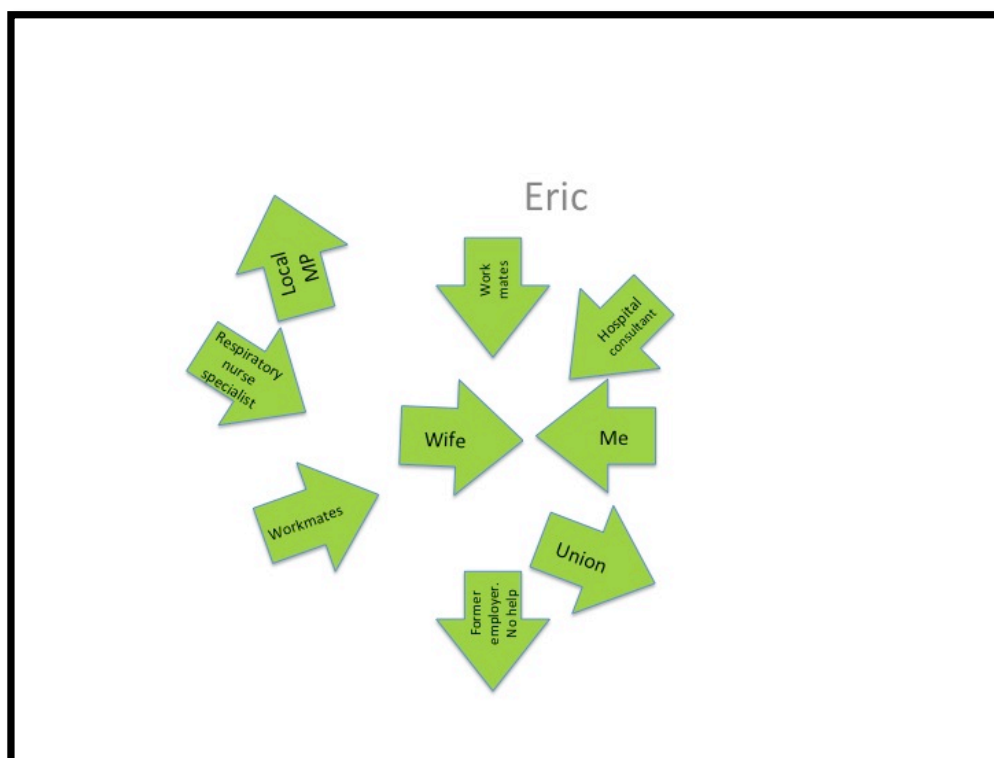 Eric
Local
MP
Work
mates
Hospital
consultant
Respiratory
nurse
specialist
Wife
Me
Workmates
Union
Former
employer.
No help